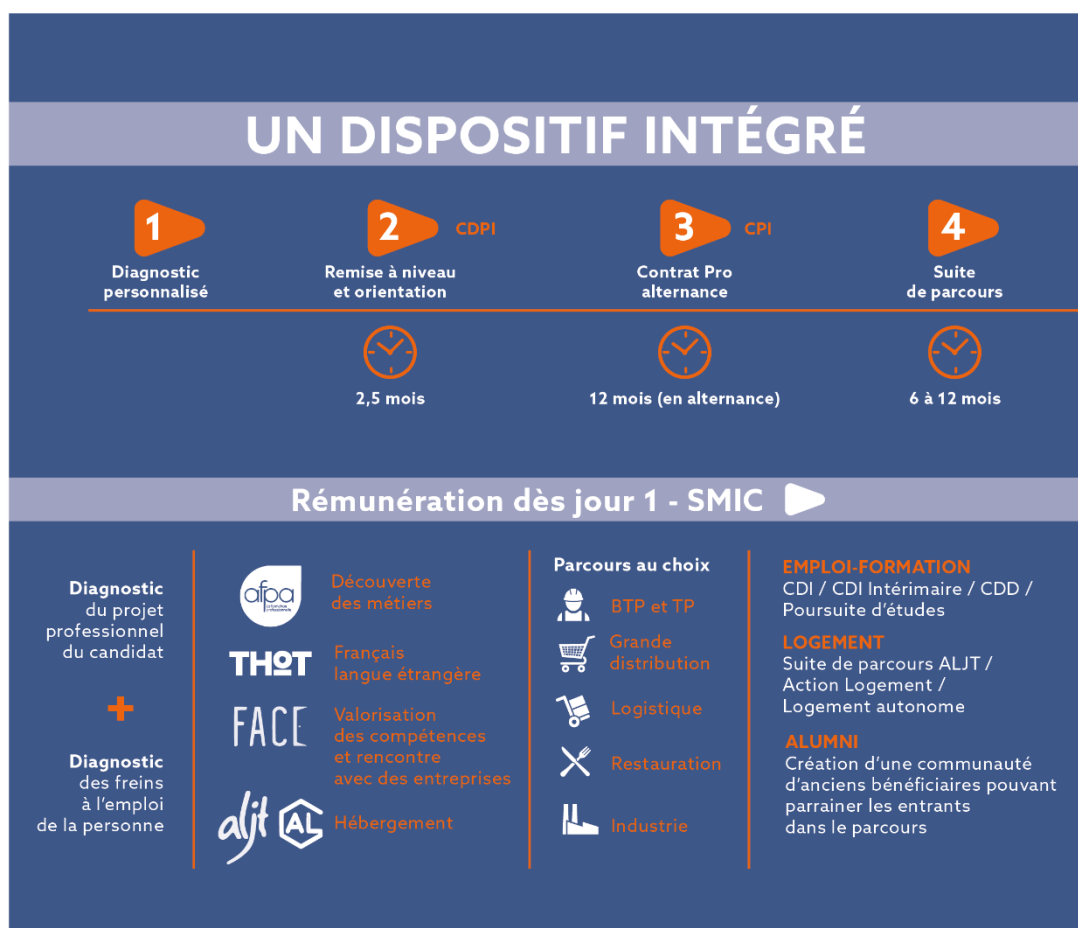 UN DISPOSITIF INTÉGRÉ
1
Diagnostic
personnalisé
2
CDPI
Remise à niveau
et orientation
2,5 mois
3
CPI
Contrat Pro
alternance
12 mois (en alternance)
4
Suite
de parcours
6 à 12 mois
Rémunération dès jour 1 - SMIC
Diagnostic
du projet
professionnel
du candidat
+
Diagnostic
des freins
à l'emploi
de la personne
afpa
Découverte
des métiers
THOT
Français
langue étrangère
FACE
Valorisation
des compétences
et rencontre
avec des entreprises
aljt
AL
Hébergement
Parcours au choix
BTP et TP
Grande
distribution
Logistique
Restauration
Industrie
EMPLOI-FORMATION
CDI / CDI Intérimaire / CDD /
Poursuite d'études
LOGEMENT
Suite de parcours ALJT /
Action Logement /
Logement autonome
ALUMNI
Création d'une communauté
d'anciens bénéficiaires pouvant
parrainer les entrants
dans le parcours